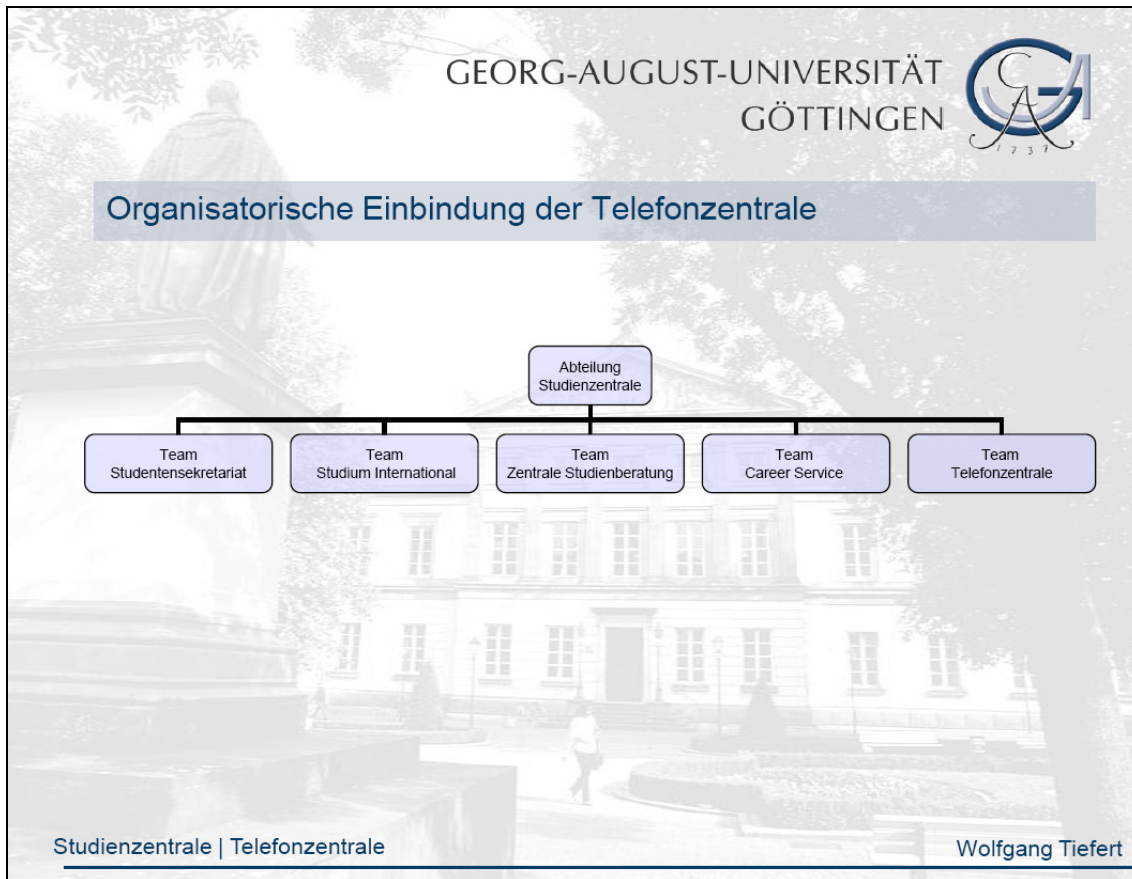 GEORG-AUGUST-UNIVERSITÄT
GÖTTINGEN
1737
Organisatorische Einbindung der Telefonzentrale
Abteilung
Studienzentrale
Team
Studentensekretariat
Team
Studium International
Team
Zentrale Studienberatung
Team
Career Service
Team
Telefonzentrale
Studienzentrale | Telefonzentrale
Wolfgang Tiefert